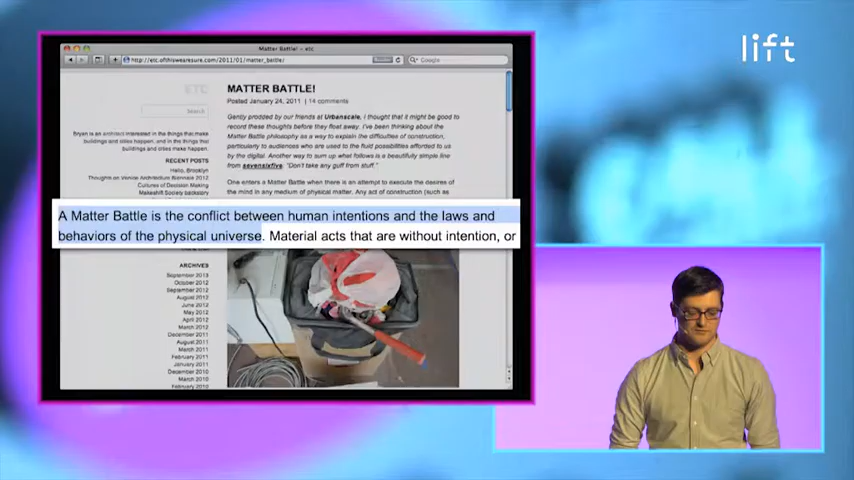 lift
Matter Battle! – etc
http://etc.ofthiswearesure.com/2011/01/matter_battle/
Reader
Google
ETC
Search
Bryan is an architect interested in the things that make
buildings and cities happen, and in the things that
buildings and cities make happen.
RECENT POSTS
Hello, Brooklyn
Thoughts on Venice Architecture Biennale 2012
Cultures of Decision Making
Makeshift Society backstory
MATTER BATTLE!
Posted January 24, 2011 | 14 comments
Gently prodded by our friends at Urbanscale, I thought that it might be good to
record these thoughts before they float away. I've been thinking about the
Matter Battle philosophy as a way to explain the difficulties of construction,
particularly to audiences who are used to the fluid possibilities afforded to us
by the digital. Another way to sum up what follows is a beautifully simple line
from sevensixfive: "Don't take any guff from stuff."
One enters a Matter Battle when there is an attempt to execute the desires of
the mind in any medium of physical matter. Any act of construction (such as
A Matter Battle is the conflict between human intentions and the laws and
behaviors of the physical universe. Material acts that are without intention, or
ARCHIVES
September 2013
October 2012
September 2012
August 2012
June 2012
May 2012
April 2012
March 2012
December 2011
August 2011
March 2011
February 2011
January 2011
December 2010
March 2010
February 2010